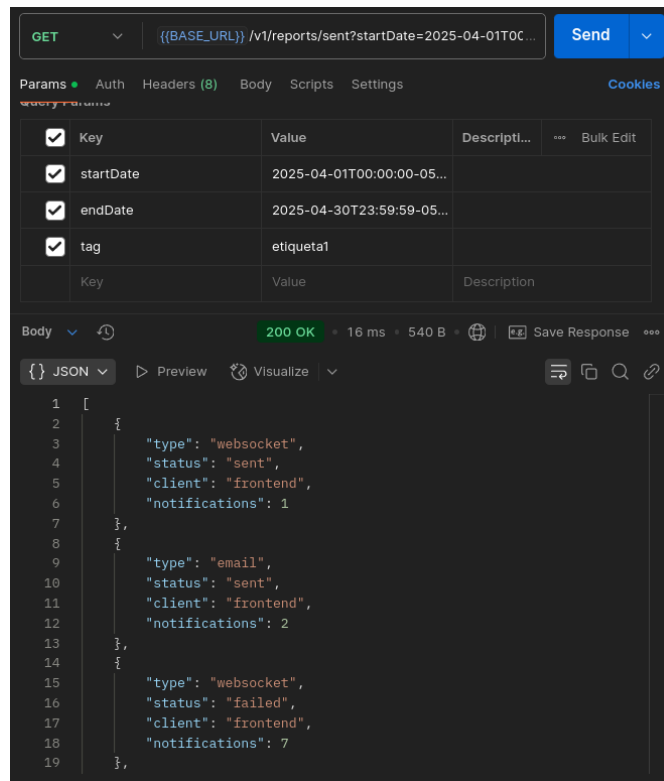 GET {{BASE_URL}} /v1/reports/sent?startDate=2025-04-01T00... Send
Params Auth Headers (8) Body Scripts Settings Cookies
Query Params
Key Value Descripti... Bulk Edit
startDate 2025-04-01T00:00:00-05...
endDate 2025-04-30T23:59:59-05...
tag etiqueta1
Key Value Description
Body 200 OK • 16 ms • 540 B • e.g. Save Response
{} JSON Preview Visualize
1 [
2 {
3 "type": "websocket",
4 "status": "sent",
5 "client": "frontend",
6 "notifications": 1
7 },
8 {
9 "type": "email",
10 "status": "sent",
11 "client": "frontend",
12 "notifications": 2
13 },
14 {
15 "type": "websocket",
16 "status": "failed",
17 "client": "frontend",
18 "notifications": 7
19 },